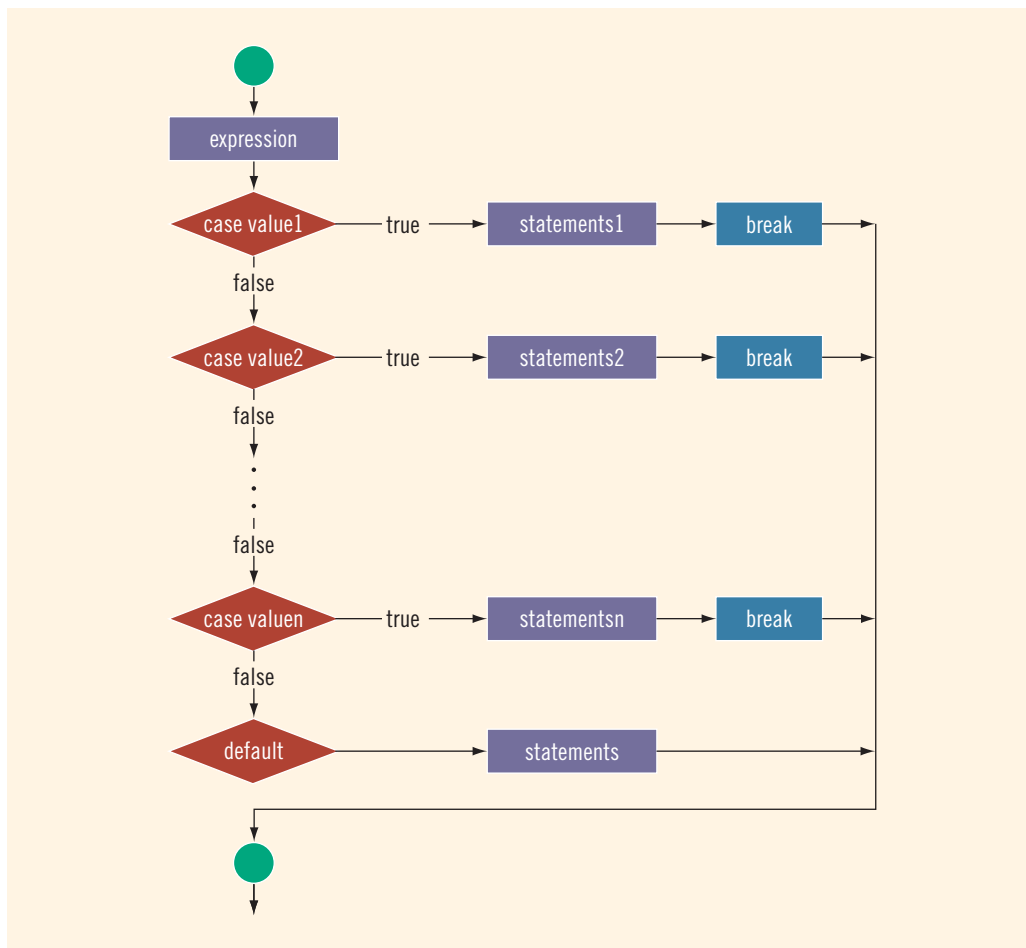 expression
case value1
true
statements1
break
false
case value2
true
statements2
break
false
false
case valuen
true
statementsn
break
false
default
statements